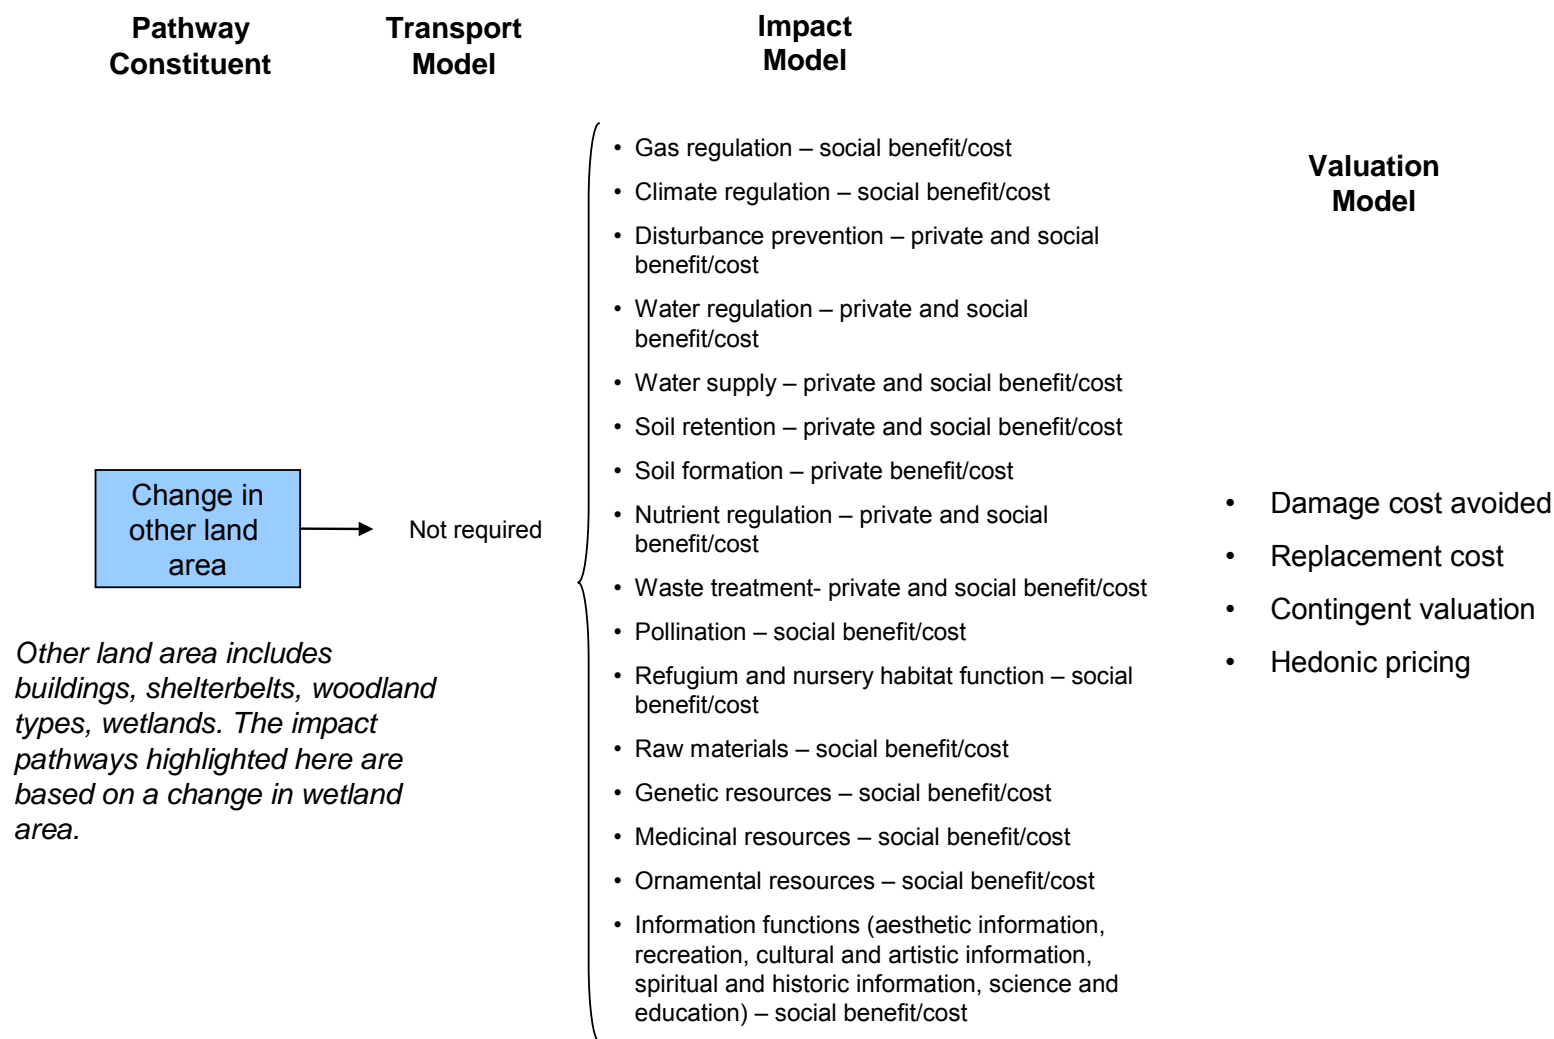 Pathway
Constituent
Transport
Model
Impact
Model
Valuation
Model
Change in
other land
area
Not required
Other land area includes
buildings, shelterbelts, woodland
types, wetlands. The impact
pathways highlighted here are
based on a change in wetland
area.
• Gas regulation – social benefit/cost
• Climate regulation – social benefit/cost
• Disturbance prevention – private and social
benefit/cost
• Water regulation – private and social
benefit/cost
• Water supply – private and social benefit/cost
• Soil retention – private and social benefit/cost
• Soil formation – private benefit/cost
• Nutrient regulation – private and social
benefit/cost
• Waste treatment- private and social benefit/cost
• Pollination – social benefit/cost
• Refugium and nursery habitat function – social
benefit/cost
• Raw materials – social benefit/cost
• Genetic resources – social benefit/cost
• Medicinal resources – social benefit/cost
• Ornamental resources – social benefit/cost
• Information functions (aesthetic information,
recreation, cultural and artistic information,
spiritual and historic information, science and
education) – social benefit/cost
• Damage cost avoided
• Replacement cost
• Contingent valuation
• Hedonic pricing